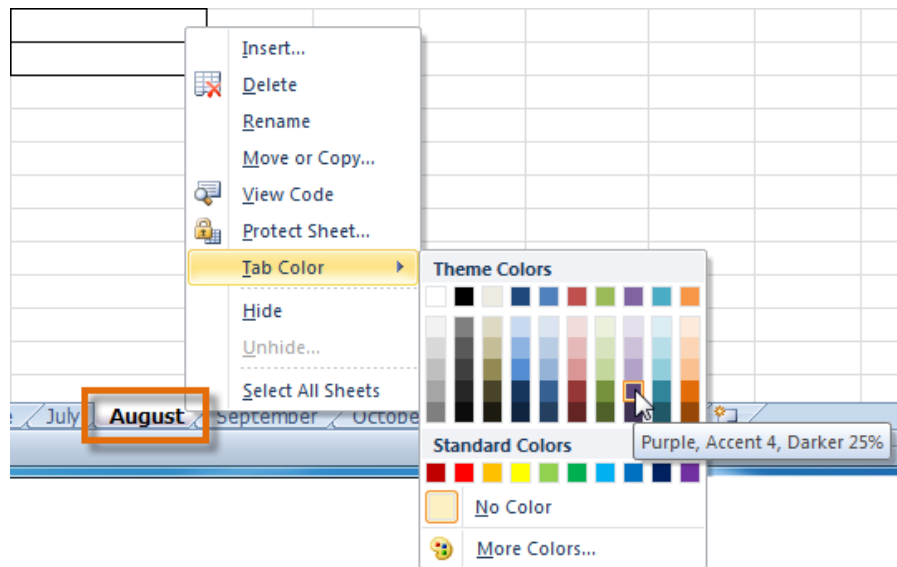 Insert...
Delete
Rename
Move or Copy...
View Code
Protect Sheet...
Tab Color
Theme Colors
Hide
Unhide...
Select All Sheets
July August September Octobe
Purple, Accent 4, Darker 25%
Standard Colors
No Color
More Colors...